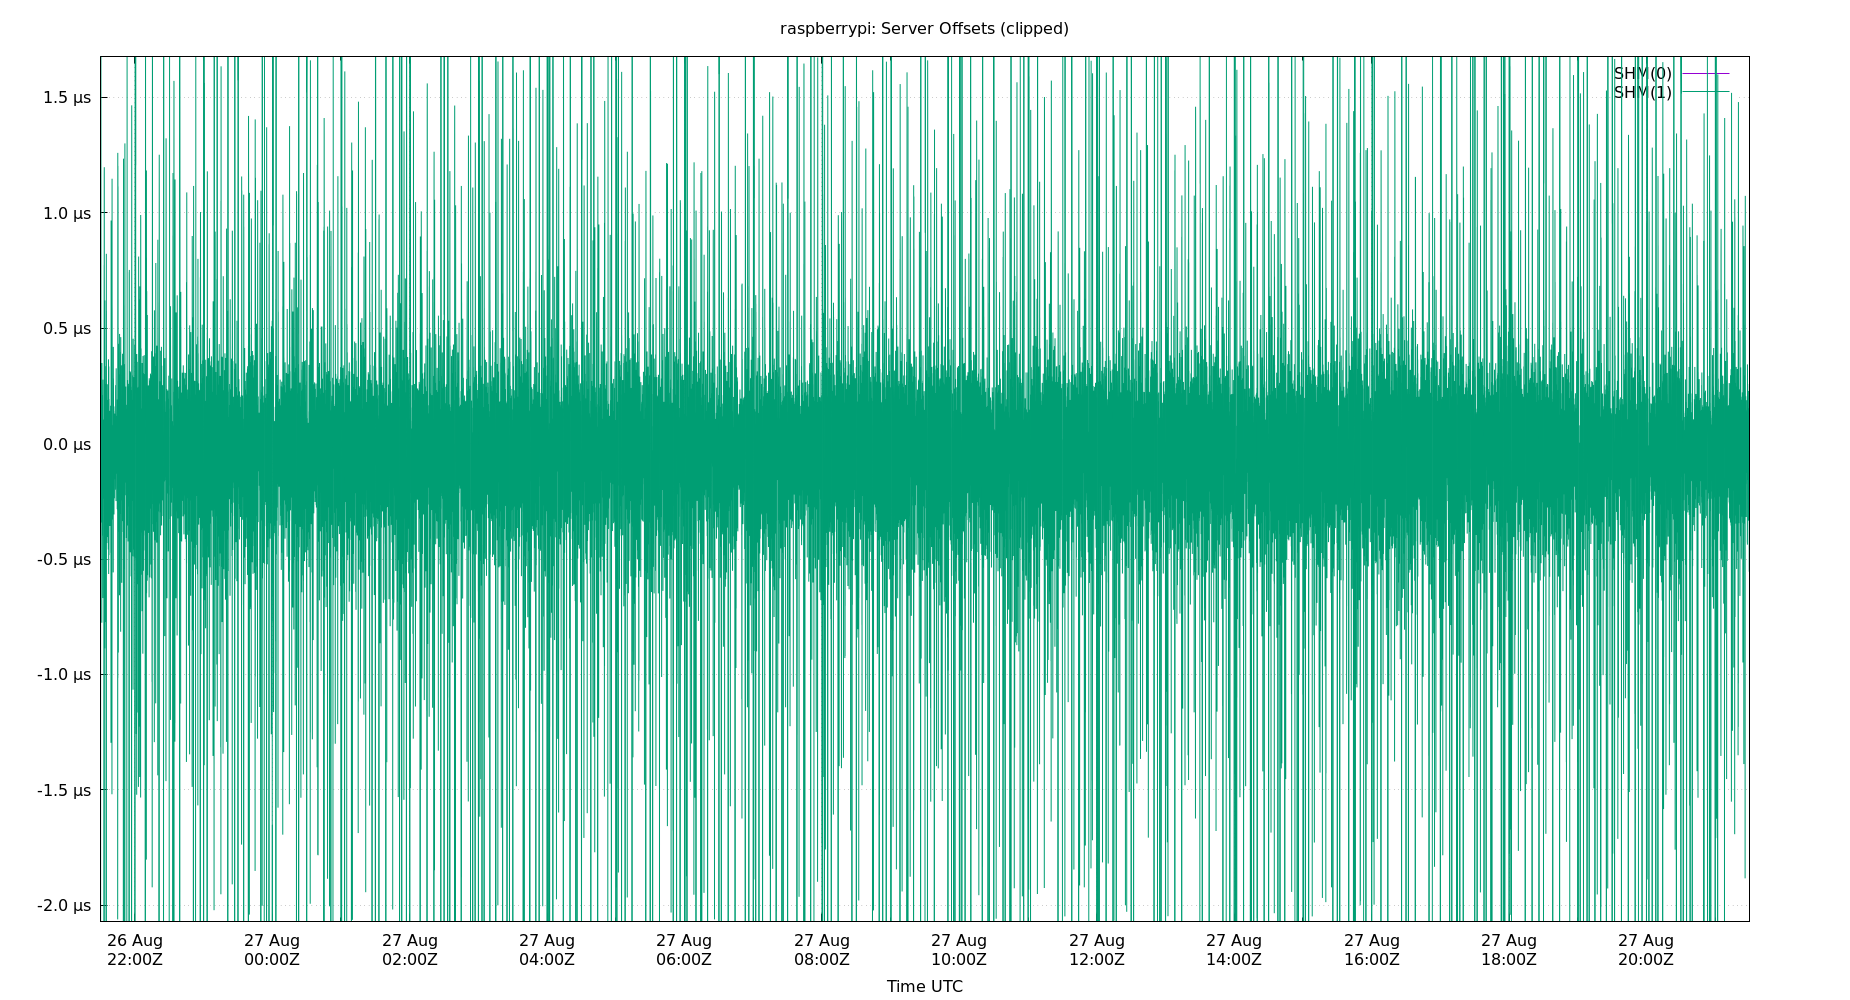 raspberrypi: Server Offsets (clipped)
SHM(0)
SHM(1)
1.5 µs
1.0 µs
0.5 µs
0.0 µs
-0.5 µs
-1.0 µs
-1.5 µs
-2.0 µs
26 Aug 27 Aug 27 Aug 27 Aug 27 Aug 27 Aug 27 Aug 27 Aug 27 Aug 27 Aug 27 Aug 27 Aug
22:00Z 00:00Z 02:00Z 04:00Z 06:00Z 08:00Z 10:00Z 12:00Z 14:00Z 16:00Z 18:00Z 20:00Z
Time UTC